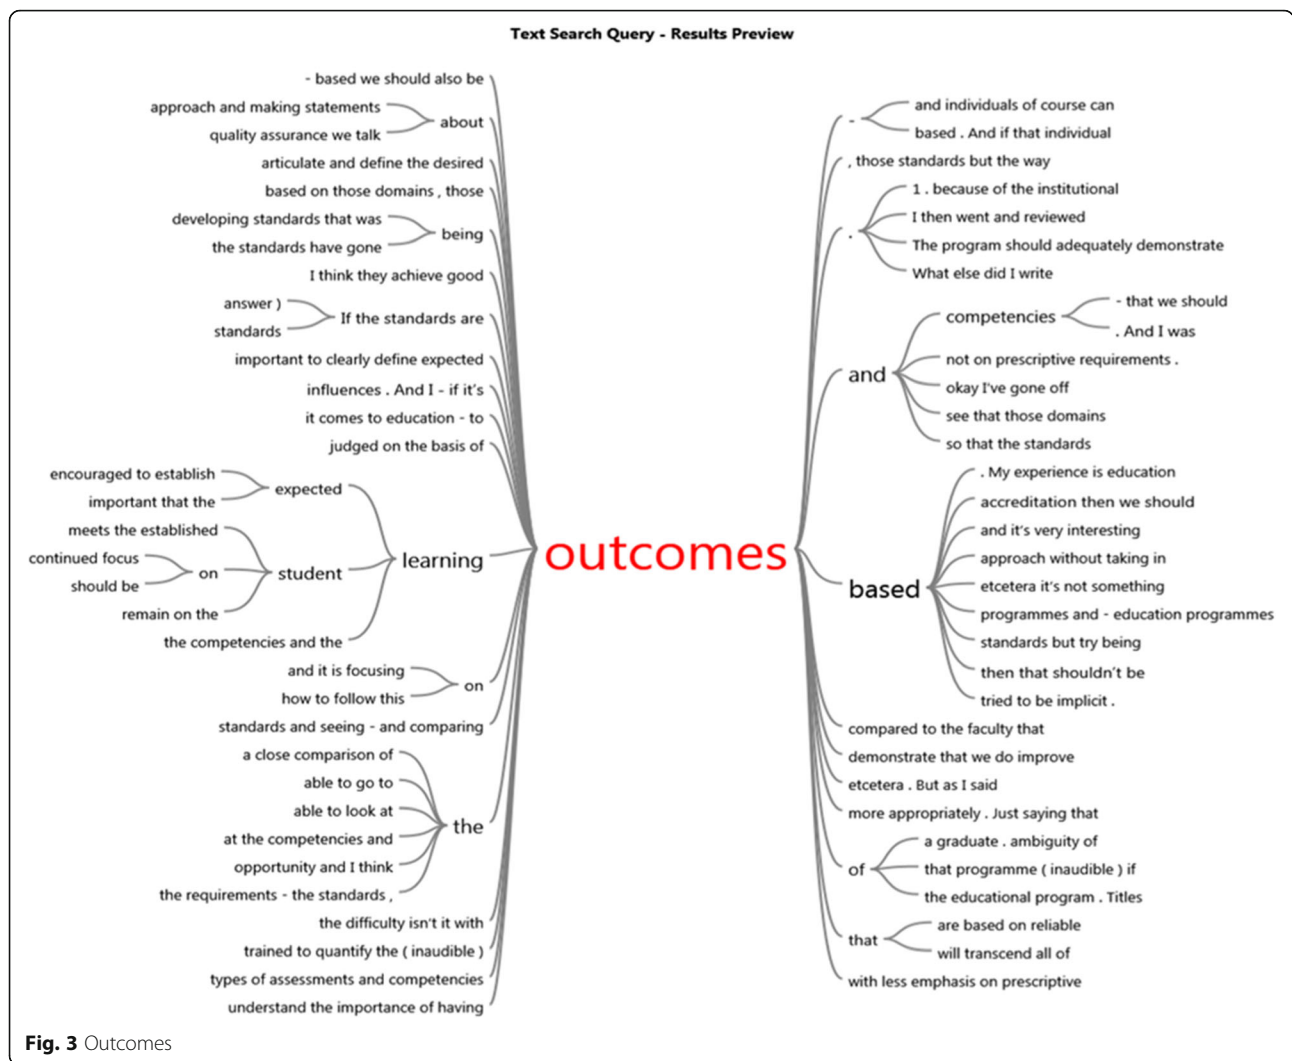 Text Search Query - Results Preview
- based we should also be
approach and making statements
quality assurance we talk
about
articulate and define the desired
based on those domains , those
developing standards that was
the standards have gone
being
I think they achieve good
answer )
standards
If the standards are
important to clearly define expected
influences . And I - if it's
it comes to education - to
judged on the basis of
encouraged to establish
important that the
expected
meets the established
continued focus
should be
on
remain on the
student
the competencies and the
learning
and it is focusing
how to follow this
on
standards and seeing - and comparing
a close comparison of
able to go to
able to look at
at the competencies and
opportunity and I think
the requirements - the standards ,
the
the difficulty isn't it with
trained to quantify the ( inaudible )
types of assessments and competencies
understand the importance of having
outcomes
-
and individuals of course can
based . And if that individual
, those standards but the way
.
1 . because of the institutional
I then went and reviewed
The program should adequately demonstrate
What else did I write
and
competencies
- that we should
. And I was
not on prescriptive requirements .
okay I've gone off
see that those domains
so that the standards
based
. My experience is education
accreditation then we should
and it's very interesting
approach without taking in
etcetera it's not something
programmes and - education programmes
standards but try being
then that shouldn't be
tried to be implicit .
compared to the faculty that
demonstrate that we do improve
etcetera . But as I said
more appropriately . Just saying that
of
a graduate . ambiguity of
that programme ( inaudible ) if
the educational program . Titles
that
are based on reliable
will transcend all of
with less emphasis on prescriptive
Fig. 3 Outcomes